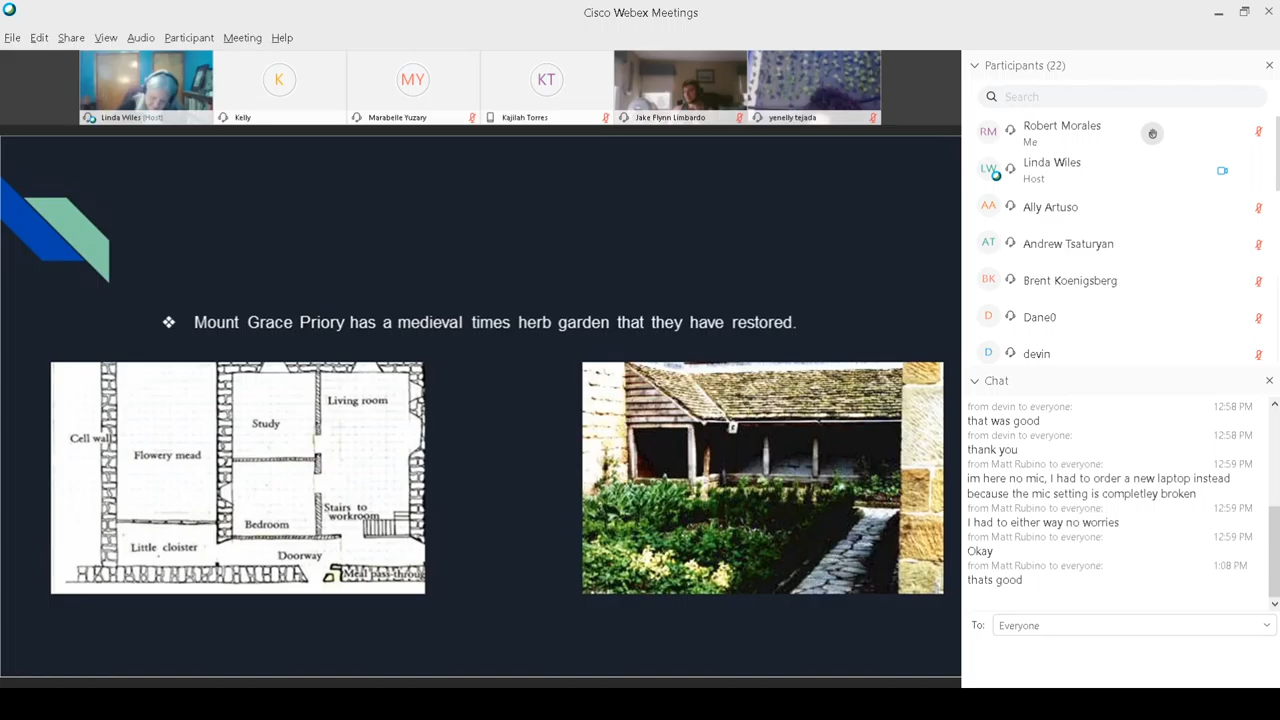 Cisco Webex Meetings
File Edit Share View Audio Participant Meeting Help
Linda Wiles (Host)
K
Kelly
MY
Marabelle Yuzary
KT
Kajilah Torres
Jake Flynn Limbardo
yenelly tejada
Mount Grace Priory has a medieval times herb garden that they have restored.
Cell wall
Flowery mead
Study
Living room
Bedroom
Stairs to
workroom
Little cloister
Doorway
Meal pass-throug
Participants (22)
Search
RM Robert Morales
Me
LW Linda Wiles
Host
AA Ally Artuso
AT Andrew Tsaturyan
BK Brent Koenigsberg
D Dane0
D devin
Chat
from devin to everyone: 12:58 PM
that was good
from devin to everyone: 12:58 PM
thank you
from Matt Rubino to everyone: 12:59 PM
im here no mic, I had to order a new laptop instead
because the mic setting is completley broken
from Matt Rubino to everyone: 12:59 PM
I had to either way no worries
from Matt Rubino to everyone: 12:59 PM
Okay
from Matt Rubino to everyone: 1:08 PM
thats good
To: Everyone